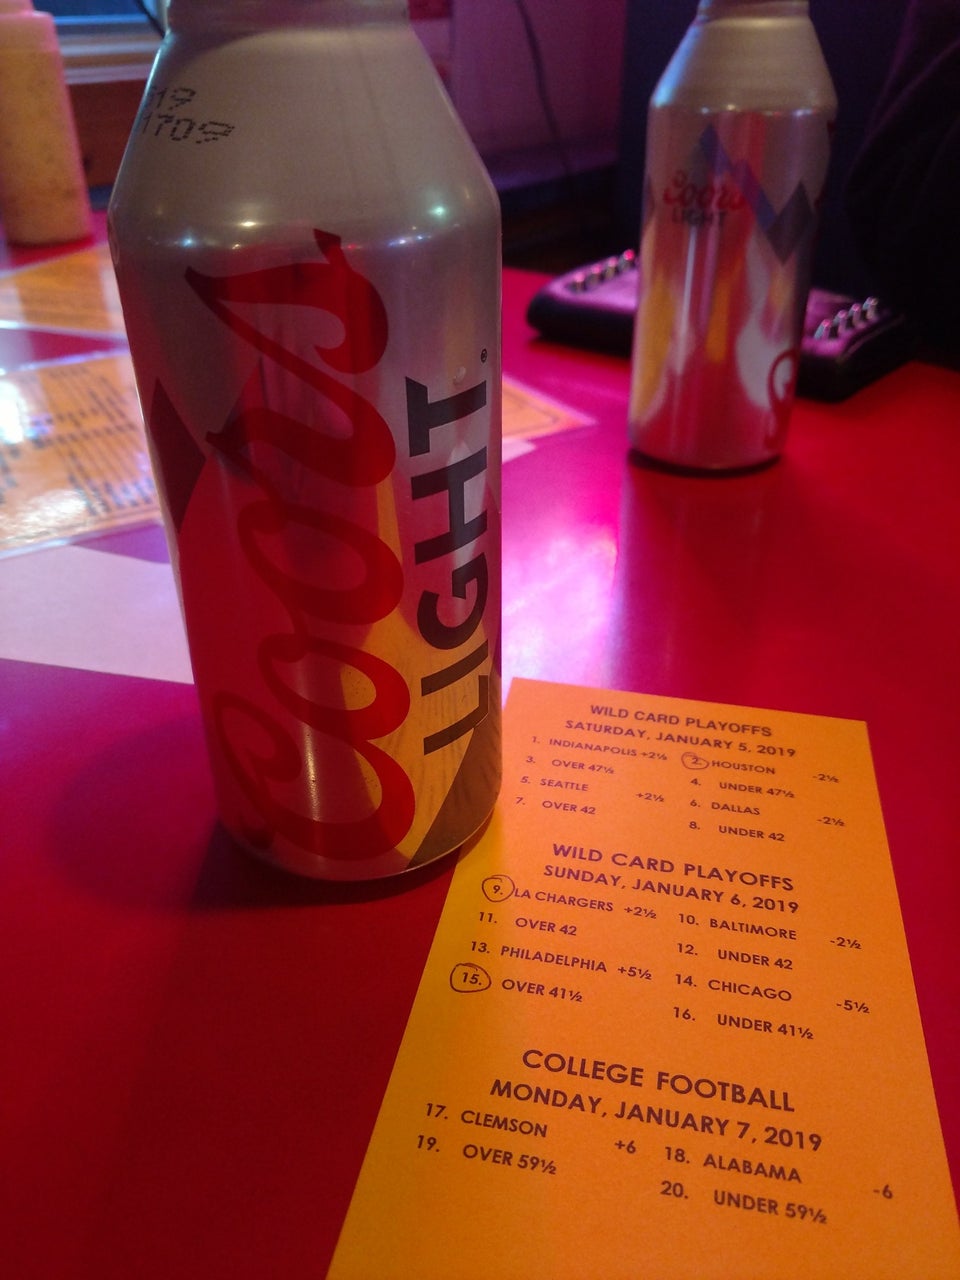 19
1709
Coors
LIGHT®
Coors
LIGHT
WILD CARD PLAYOFFS
SATURDAY, JANUARY 5, 2019
1. INDIANAPOLIS +2½ 2. HOUSTON -2½
3. OVER 47½ 4. UNDER 47½
5. SEATTLE +2½ 6. DALLAS -2½
7. OVER 42 8. UNDER 42
WILD CARD PLAYOFFS
SUNDAY, JANUARY 6, 2019
9. LA CHARGERS +2½ 10. BALTIMORE -2½
11. OVER 42 12. UNDER 42
13. PHILADELPHIA +5½ 14. CHICAGO -5½
15. OVER 41½ 16. UNDER 41½
COLLEGE FOOTBALL
MONDAY, JANUARY 7, 2019
17. CLEMSON +6 18. ALABAMA -6
19. OVER 59½ 20. UNDER 59½